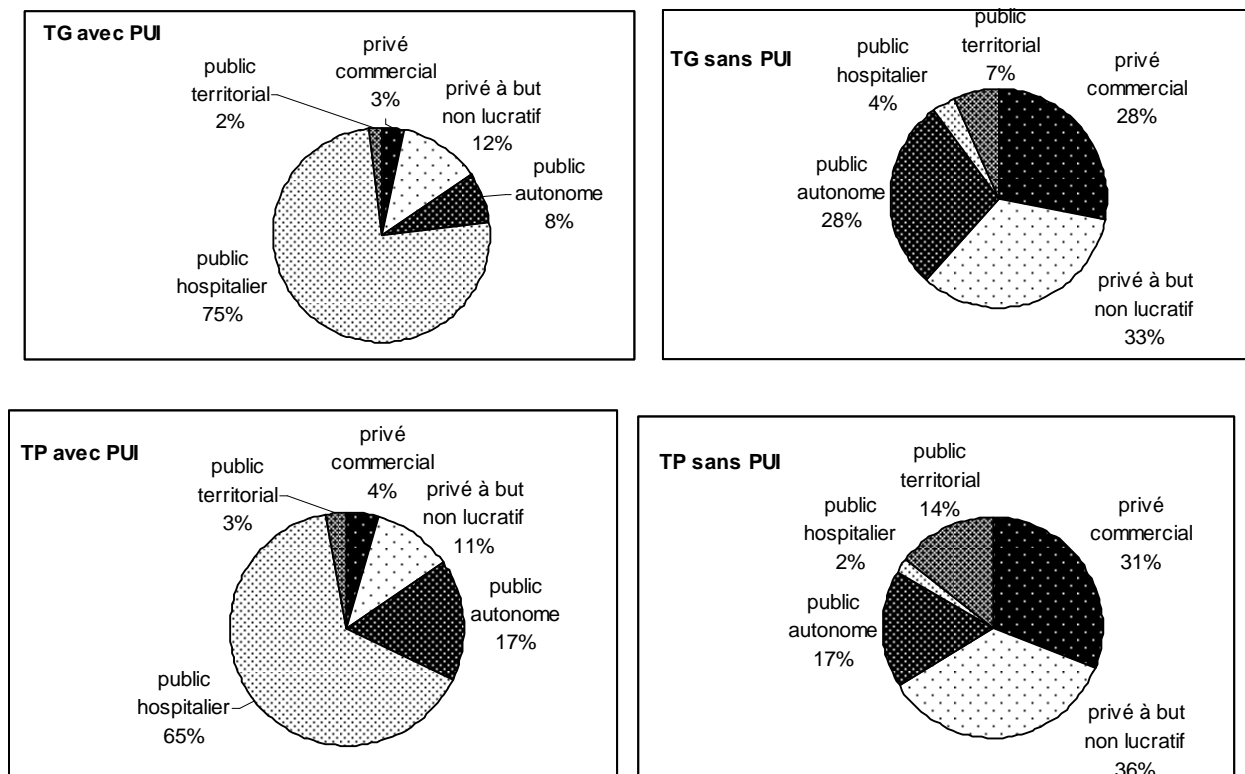 TG avec PUI
privé
commercial
3%
public
territorial
2%
privé à but
non lucratif
12%
public
autonome
8%
public
hospitalier
75%
TG sans PUI
public
territorial
7%
public
hospitalier
4%
privé
commercial
28%
public
autonome
28%
privé à but
non lucratif
33%
TP avec PUI
privé
commercial
4%
public
territorial
3%
privé à but
non lucratif
11%
public
autonome
17%
public
hospitalier
65%
TP sans PUI
public
territorial
14%
public
hospitalier
2%
privé
commercial
31%
public
autonome
17%
privé à but
non lucratif
36%